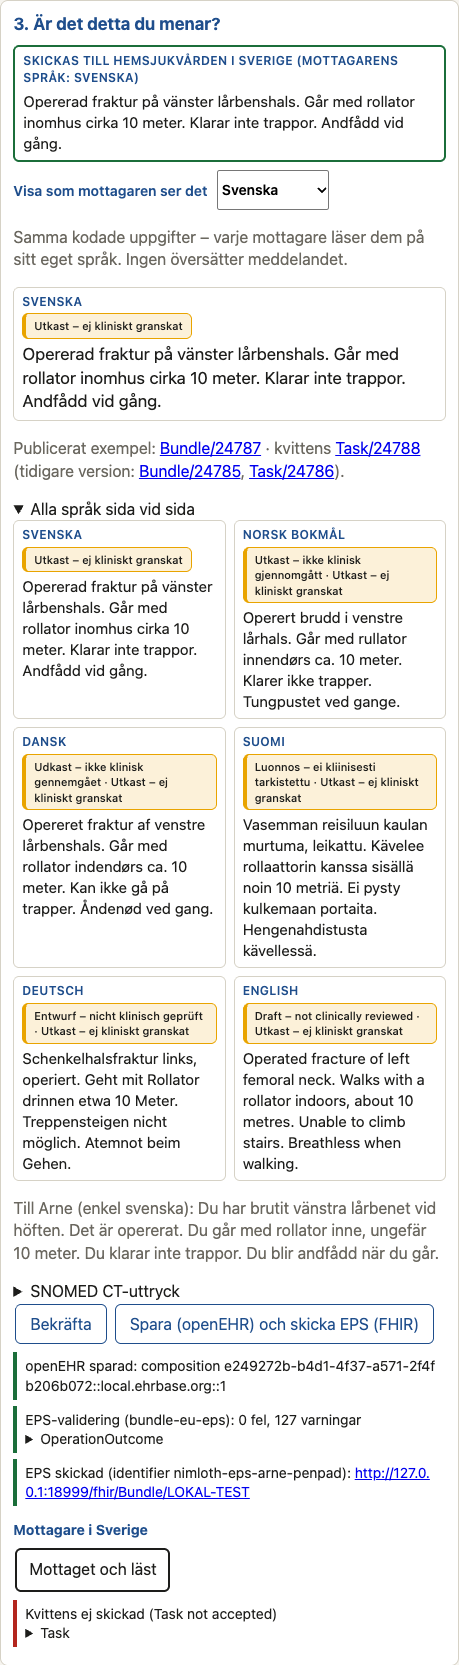 3. Är det detta du menar?
SKICKAS TILL HEMSJUKVÅRDEN I SVERIGE (MOTTAGARENS
SPRÅK: SVENSKA)
Opererad fraktur på vänster lårbenshals. Går med rollator
inomhus cirka 10 meter. Klarar inte trappor. Andfådd vid
gång.
Visa som mottagaren ser det
Svenska
Samma kodade uppgifter – varje mottagare läser dem på
sitt eget språk. Ingen översätter meddelandet.
SVENSKA
Utkast – ej kliniskt granskat
Opererad fraktur på vänster lårbenshals. Går med
rollator inomhus cirka 10 meter. Klarar inte trappor.
Andfådd vid gång.
Publicerat exempel: Bundle/24787 · kvittens Task/24788
(tidigare version: Bundle/24785, Task/24786).
▼ Alla språk sida vid sida
SVENSKA
Utkast – ej kliniskt granskat
Opererad fraktur på vänster
lårbenshals. Går med
rollator inomhus cirka 10
meter. Klarar inte trappor.
Andfådd vid gång.
NORSK BOKMÅL
Utkast – ikke klinisk
gjennomgått · Utkast – ej
kliniskt granskat
Operert brudd i venstre
lårhals. Går med rullator
innendørs ca. 10 meter.
Klarer ikke trapper.
Tungpustet ved gange.
DANSK
Udkast – ikke klinisk
gennemgået · Utkast – ej
kliniskt granskat
Opereret fraktur af venstre
lårbenshals. Går med
rollator indendørs ca. 10
meter. Kan ikke gå på
trapper. Åndenød ved gang.
SUOMI
Luonnos – ei kliinisesti
tarkistettu · Utkast – ej kliniskt
granskat
Vasemman reisiluun kaulan
murtuma, leikattu. Kävelee
rollaattorin kanssa sisällä
noin 10 metriä. Ei pysty
kulkemaan portaita.
Hengenahdistusta
kävellessä.
DEUTSCH
Entwurf – nicht klinisch geprüft
· Utkast – ej kliniskt granskat
Schenkelhalsfraktur links,
operiert. Geht mit Rollator
drinnen etwa 10 Meter.
Treppensteigen nicht
möglich. Atemnot beim
Gehen.
ENGLISH
Draft – not clinically reviewed ·
Utkast – ej kliniskt granskat
Operated fracture of left
femoral neck. Walks with a
rollator indoors, about 10
metres. Unable to climb
stairs. Breathless when
walking.
Till Arne (enkel svenska): Du har brutit vänstra lårbenet vid
höften. Det är opererat. Du går med rollator inne, ungefär
10 meter. Du klarar inte trappor. Du blir andfådd när du går.
▶ SNOMED CT-uttryck
Bekräfta
Spara (openEHR) och skicka EPS (FHIR)
openEHR sparad: composition e249272b-b4d1-4f37-a571-2f4f
b206b072::local.ehrbase.org::1
EPS-validering (bundle-eu-eps): 0 fel, 127 varningar
▶ OperationOutcome
EPS skickad (identifier nimloth-eps-arne-penpad): http://127.0.
0.1:18999/fhir/Bundle/LOKAL-TEST
Mottagare i Sverige
Mottaget och läst
Kvittens ej skickad (Task not accepted)
▶ Task